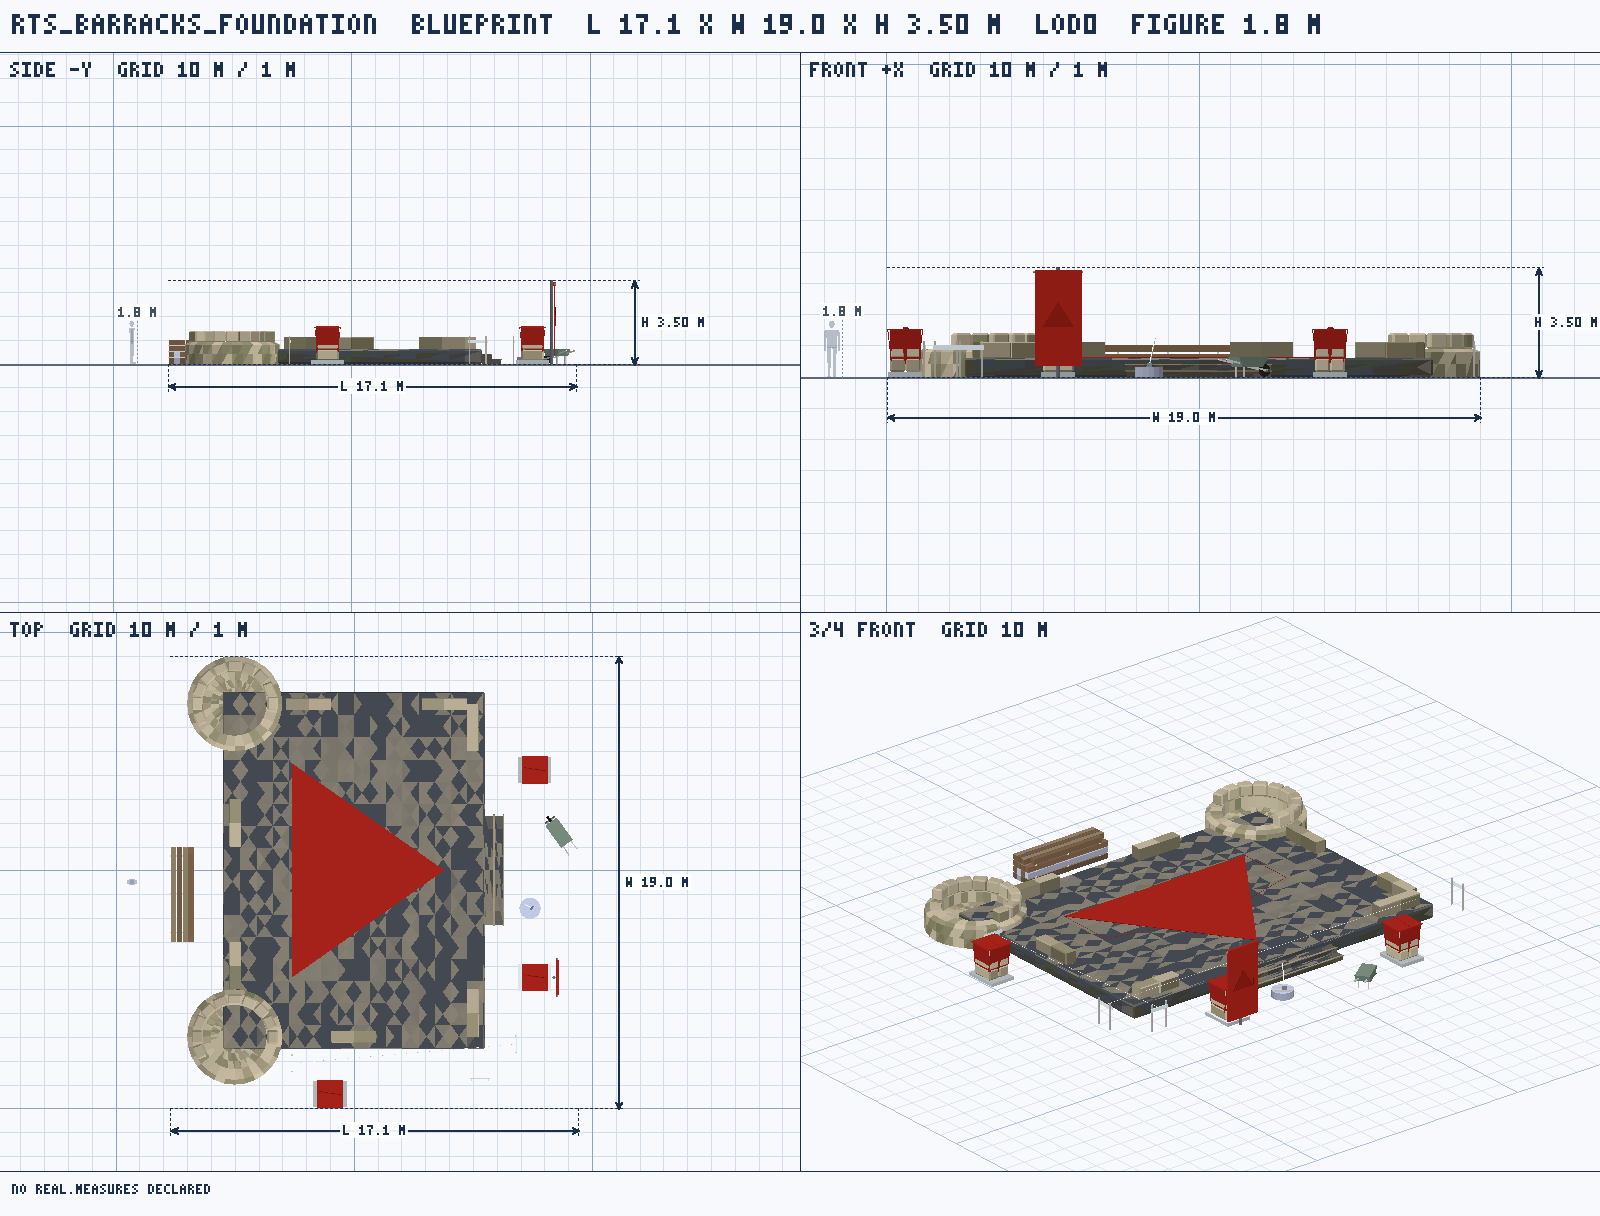 RTS_BARRACKS_FOUNDATION BLUEPRINT L 17.1 X W 19.0 X H 3.50 M LOD0 FIGURE 1.8 M
SIDE -Y GRID 10 M / 1 M
FRONT +X GRID 10 M / 1 M
1.8 M
H 3.50 M
L 17.1 M
1.8 M
H 3.50 M
W 19.0 M
TOP GRID 10 M / 1 M
3/4 FRONT GRID 10 M
W 19.0 M
L 17.1 M
NO REAL.MEASURES DECLARED